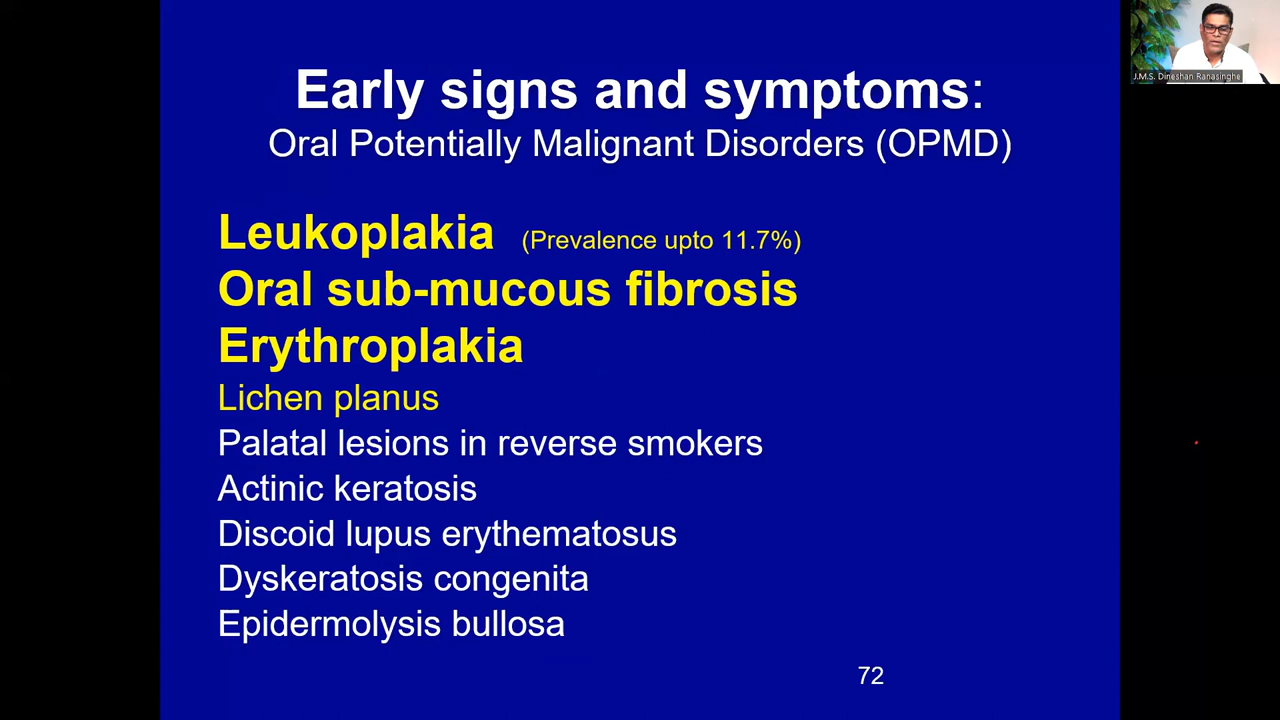 Early signs and symptoms:
Oral Potentially Malignant Disorders (OPMD)
Leukoplakia (Prevalence upto 11.7%)
Oral sub-mucous fibrosis
Erythroplakia
Lichen planus
Palatal lesions in reverse smokers
Actinic keratosis
Discoid lupus erythematosus
Dyskeratosis congenita
Epidermolysis bullosa
72
J.M.S. Dineshan Ranasinghe